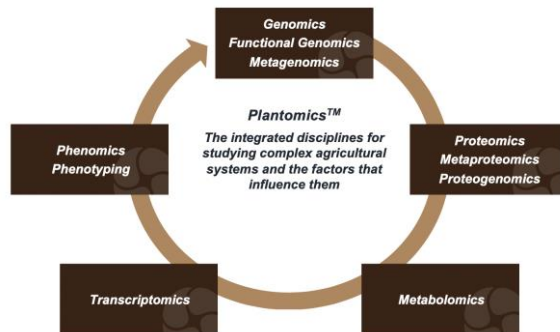 Genomics
Functional Genomics
Metagenomics
Plantomics™
The integrated disciplines for
studying complex agricultural
systems and the factors that
influence them
Phenomics
Phenotyping
Proteomics
Metaproteomics
Proteogenomics
Transcriptomics
Metabolomics